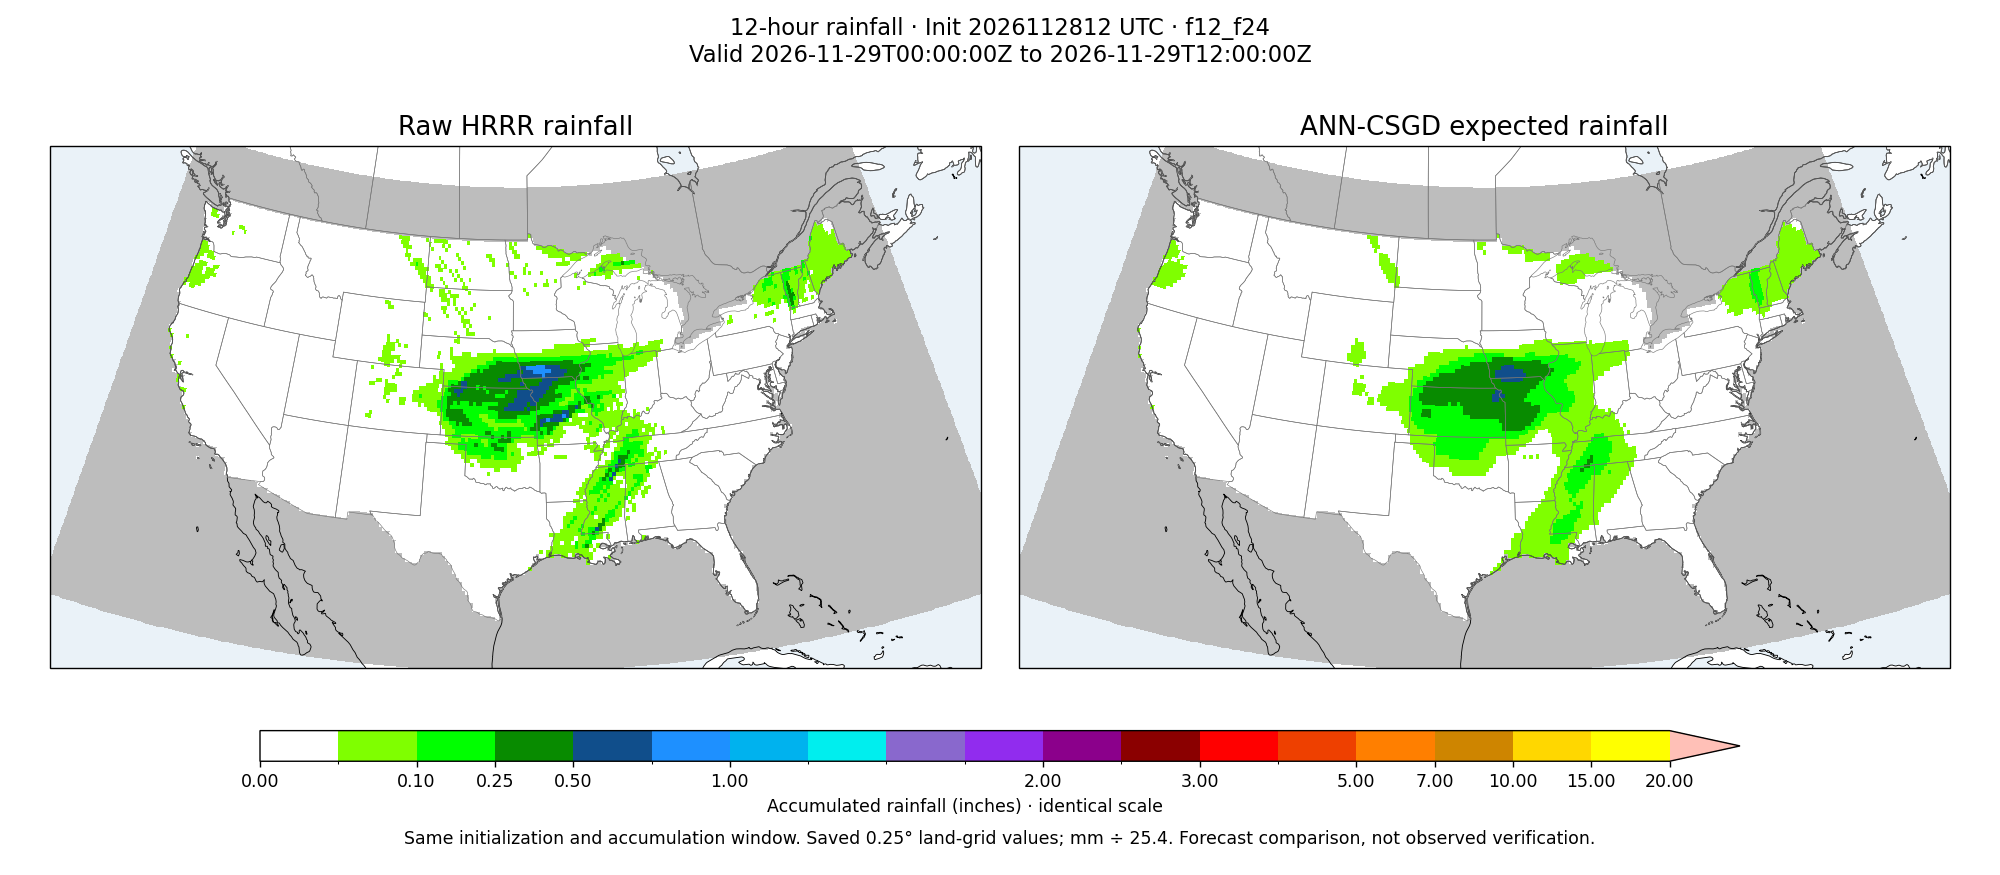 12-hour rainfall · Init 2026112812 UTC · f12_f24
Valid 2026-11-29T00:00:00Z to 2026-11-29T12:00:00Z
Raw HRRR rainfall
ANN-CSGD expected rainfall
0.00 0.10 0.25 0.50 1.00 2.00 3.00 5.00 7.00 10.00 15.00 20.00
Accumulated rainfall (inches) · identical scale
Same initialization and accumulation window. Saved 0.25° land-grid values; mm ÷ 25.4. Forecast comparison, not observed verification.